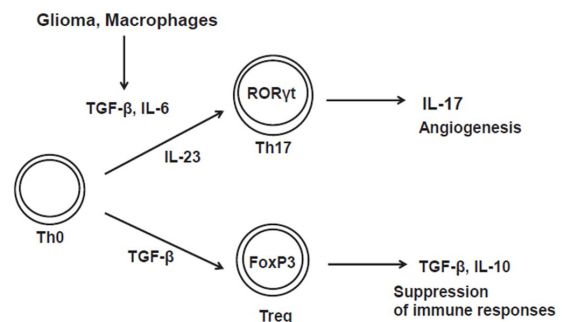 Glioma, Macrophages
TGF-β, IL-6
IL-23
RORγt
Th17
IL-17
Angiogenesis
Th0
TGF-β
FoxP3
Treg
TGF-β, IL-10
Suppression
of immune responses